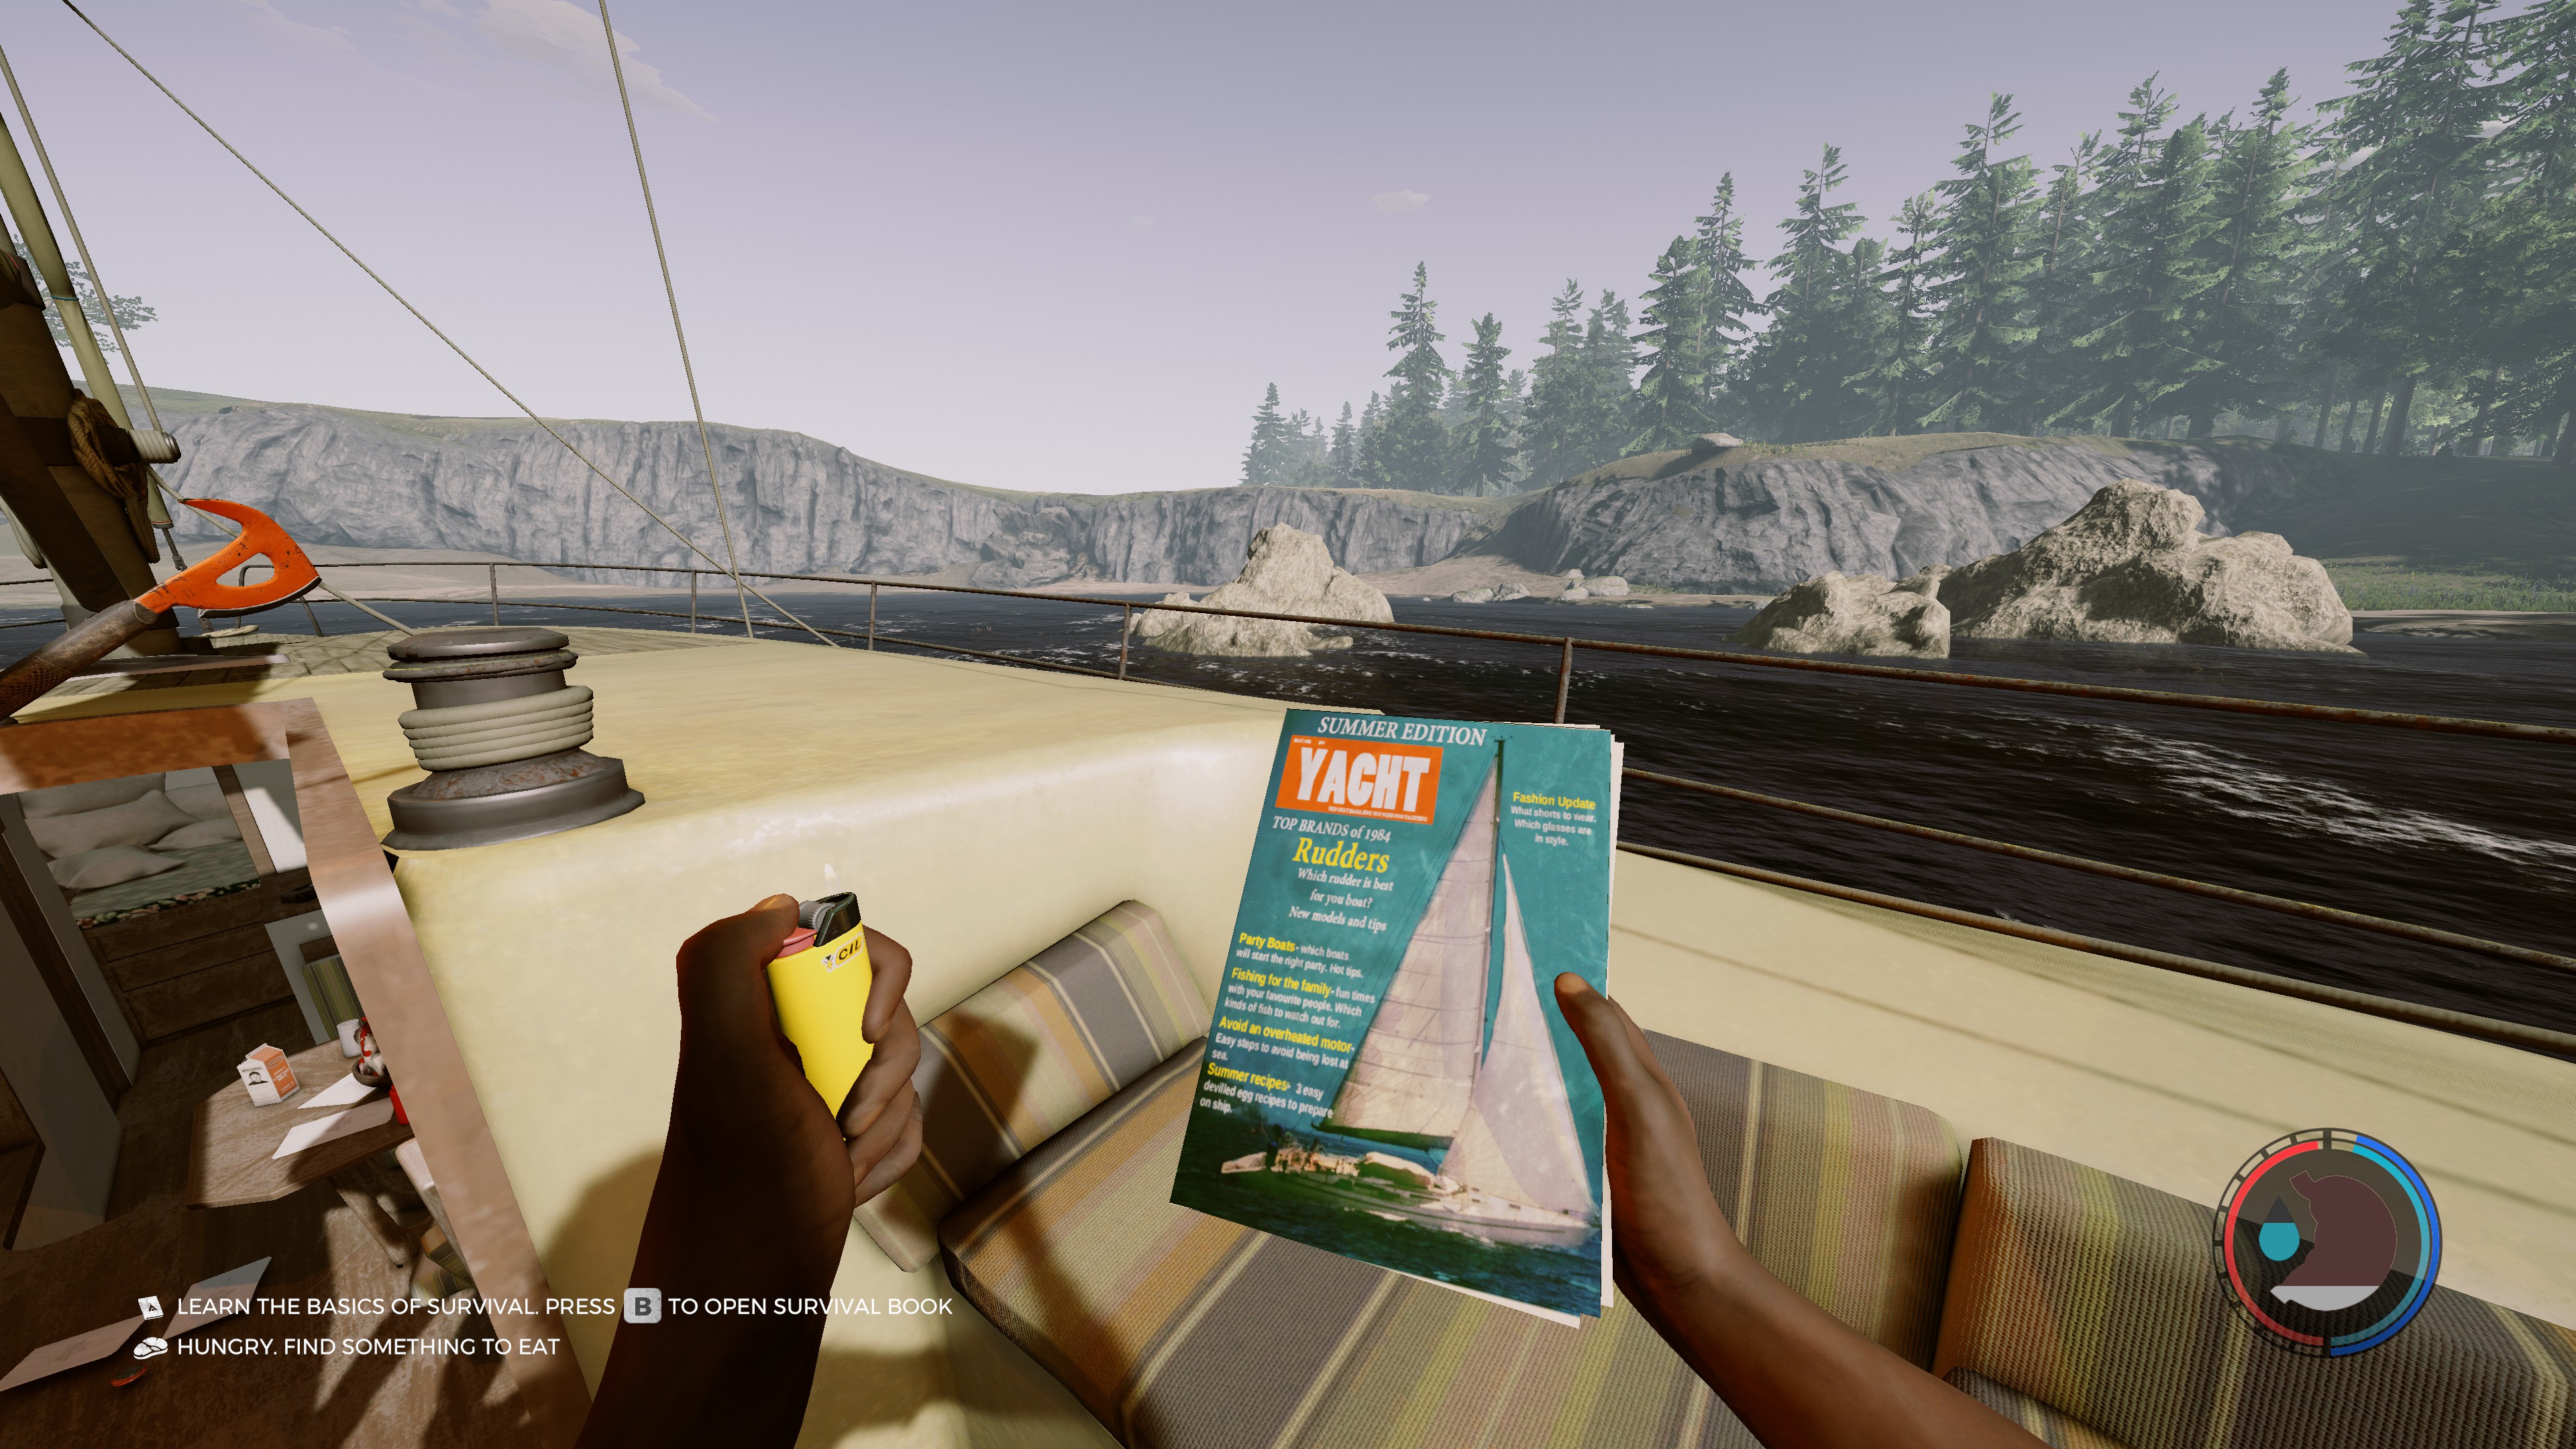 SUMMER EDITION
YACHT
TOP BRANDS of 1984
Rudders
Which rudder is best
for you boat?
New models and tips
Fashion Update
What shorts to wear.
Which glasses are
in style.
Party Boats- which boats
will start the right party. Hot tips.
Fishing for the family- fun times
with your favourite people. Which
kinds of fish to watch out for.
Avoid an overheated motor-
Easy steps to avoid being lost at
sea.
Summer recipes- 3 easy
devilled egg recipes to prepare
on ship.
CIL
LEARN THE BASICS OF SURVIVAL. PRESS B TO OPEN SURVIVAL BOOK
HUNGRY. FIND SOMETHING TO EAT